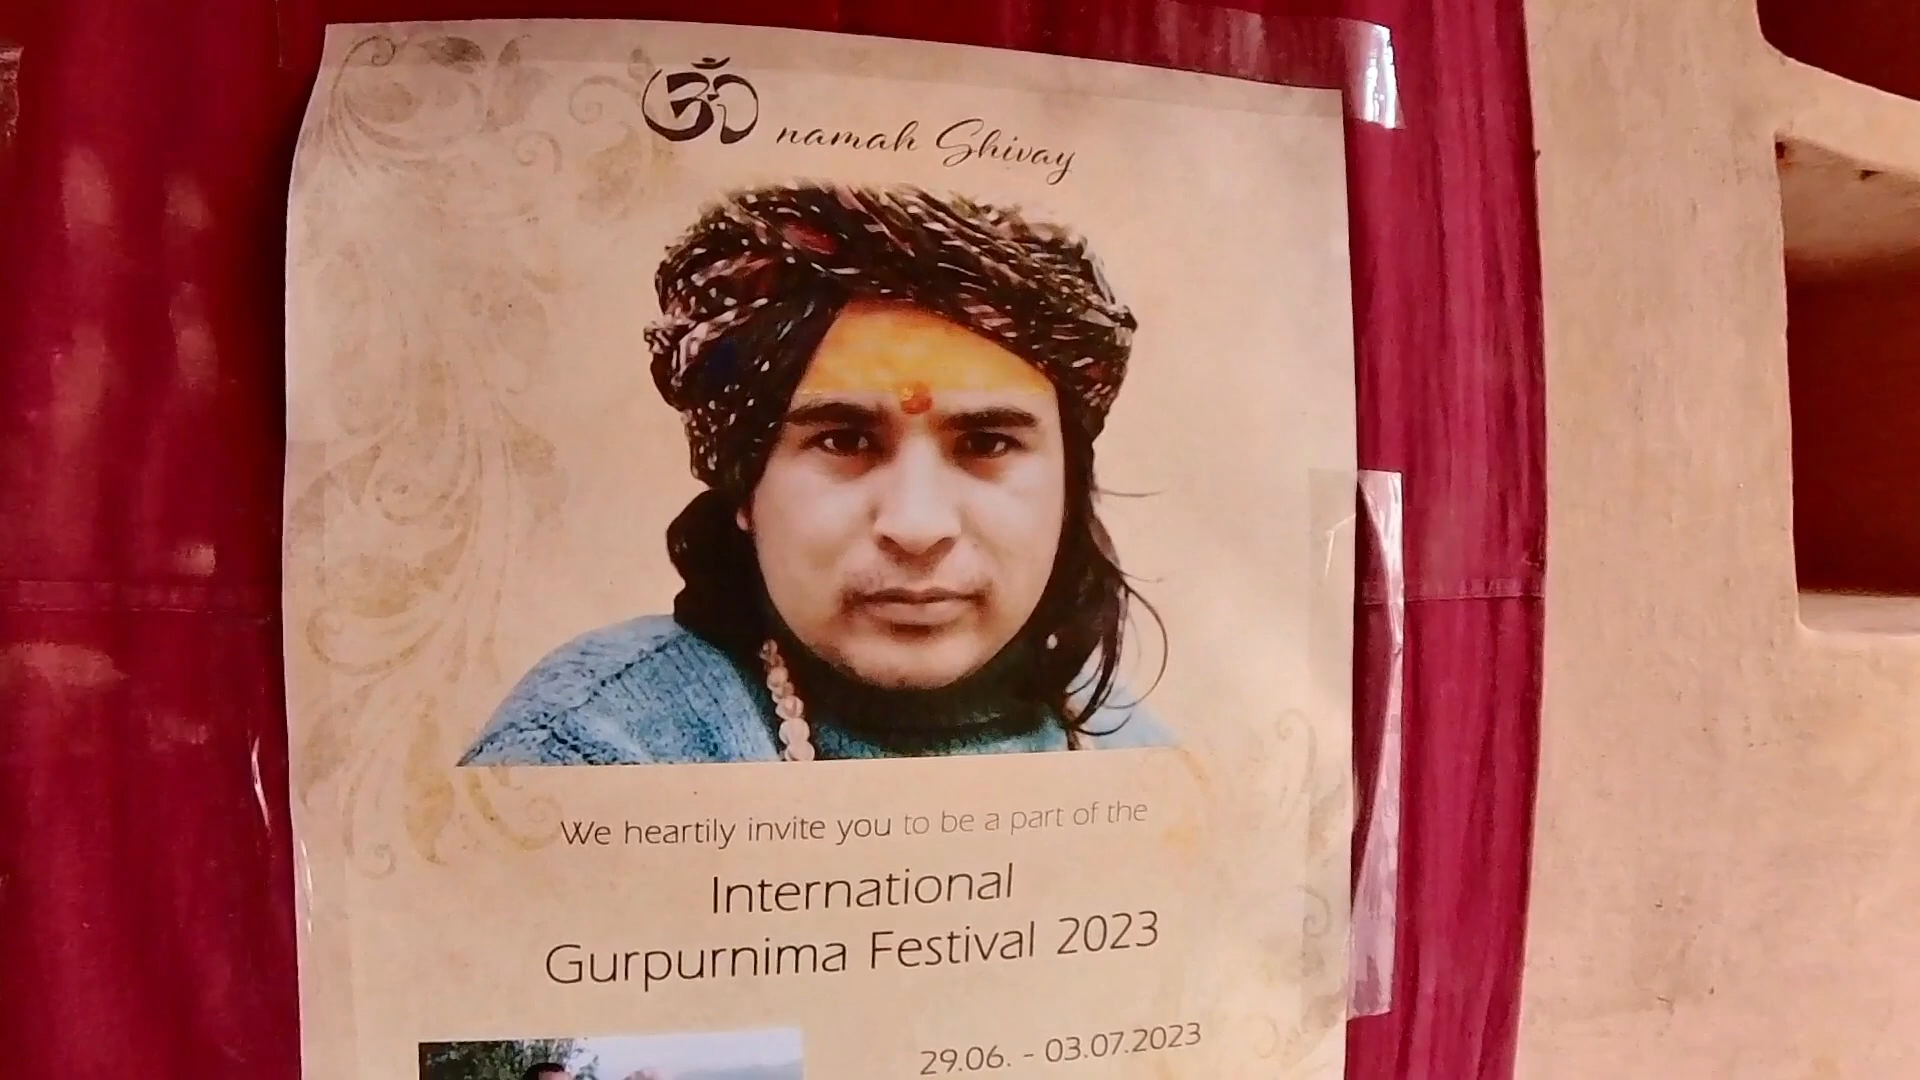 ॐ namah Shivay
We heartily invite you to be a part of the
International
Gurpurnima Festival 2023
29.06. - 03.07.2023